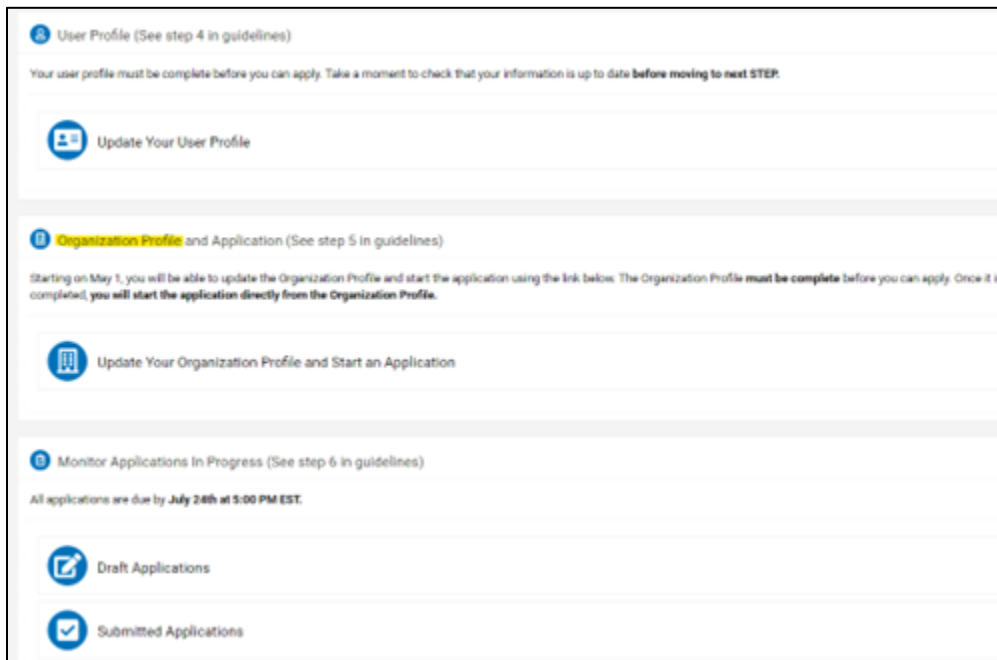 User Profile (See step 4 in guidelines)
Your user profile must be complete before you can apply. Take a moment to check that your information is up to date before moving to next STEP.
Update Your User Profile
Organization Profile and Application (See step 5 in guidelines)
Starting on May 1, you will be able to update the Organization Profile and start the application using the link below. The Organization Profile must be complete before you can apply. Once it
completed, you will start the application directly from the Organization Profile.
Update Your Organization Profile and Start an Application
Monitor Applications In Progress (See step 6 in guidelines)
All applications are due by July 24th at 5:00 PM EST.
Draft Applications
Submitted Applications